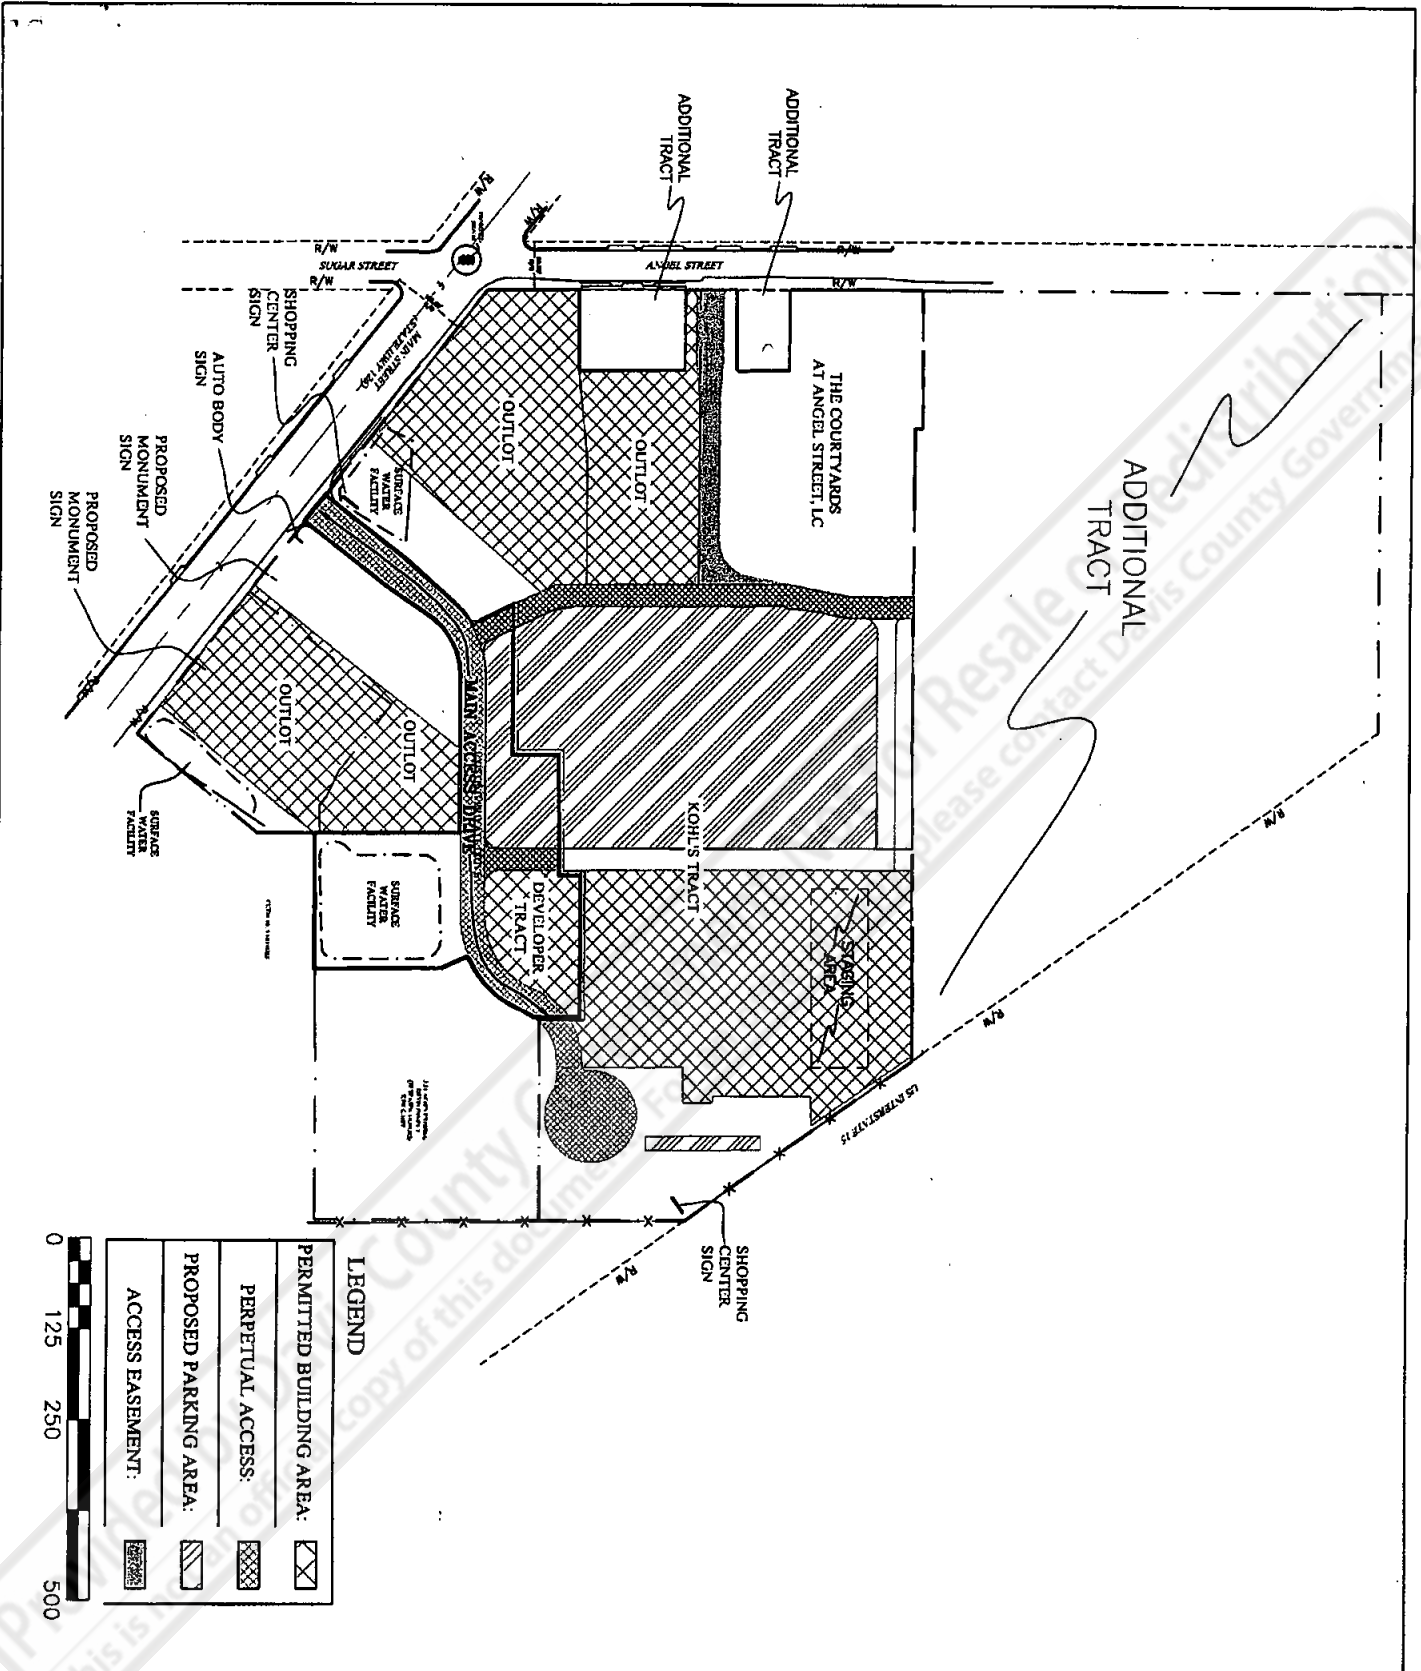 ADDITIONAL
TRACT
ADDITIONAL
TRACT
ADDITIONAL
TRACT
R/W
R/W
R/W
SUGAR STREET
R/W
ANGEL STREET
R/W
R/W
MAIN STREET
(STATE HWY 126)
SHOPPING
CENTER
SIGN
AUTO BODY
SIGN
PROPOSED
MONUMENT
SIGN
PROPOSED
MONUMENT
SIGN
THE COURTYARDS
AT ANGEL STREET, LC
OUTLOT
OUTLOT
SURFACE
WATER
FACILITY
OUTLOT
OUTLOT
MAIN ACCESS DRIVE
R/W
R/W
SURFACE
WATER
FACILITY
SURFACE
WATER
FACILITY
KOHL'S TRACT
DEVELOPER
TRACT
STAGING
AREA
R/W
R/W
US INTERSTATE 15
R/W
SHOPPING
CENTER
SIGN
LEGEND
PERMITTED BUILDING AREA:
PERPETUAL ACCESS:
PROPOSED PARKING AREA:
ACCESS EASEMENT:
0 125 250 500